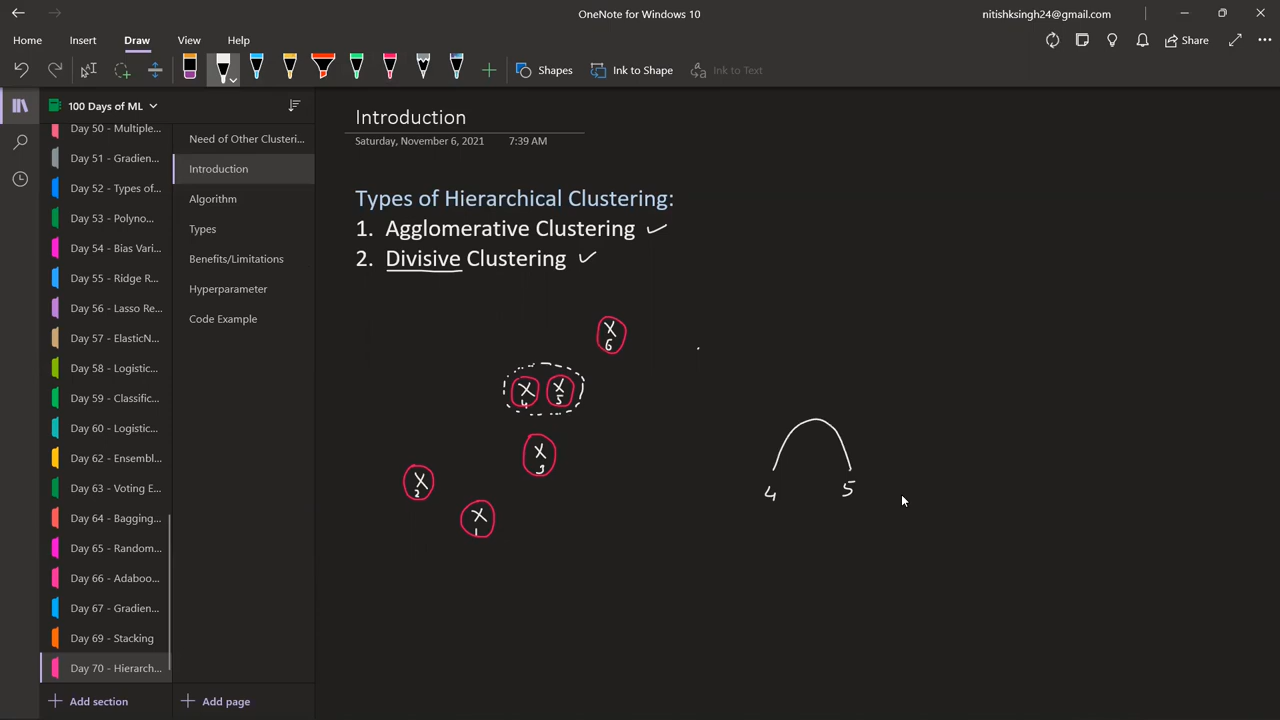 OneNote for Windows 10
nitishksingh24@gmail.com
Home
Insert
Draw
View
Help
Share
Shapes
Ink to Shape
Ink to Text
100 Days of ML
Day 50 - Multiple...
Day 51 - Gradien...
Day 52 - Types of...
Day 53 - Polyno...
Day 54 - Bias Vari...
Day 55 - Ridge R...
Day 56 - Lasso Re...
Day 57 - ElasticN...
Day 58 - Logistic...
Day 59 - Classific...
Day 60 - Logistic...
Day 62 - Ensembl...
Day 63 - Voting E...
Day 64 - Bagging...
Day 65 - Random...
Day 66 - Adaboo...
Day 67 - Gradien...
Day 69 - Stacking
Day 70 - Hierarch...
Add section
Need of Other Clusteri...
Introduction
Algorithm
Types
Benefits/Limitations
Hyperparameter
Code Example
Add page
Introduction
Saturday, November 6, 2021 7:39 AM
Types of Hierarchical Clustering:
1. Agglomerative Clustering ✓
2. Divisive Clustering ✓
X
6
X X
4 5
X
3
X
2
X
1
4 5